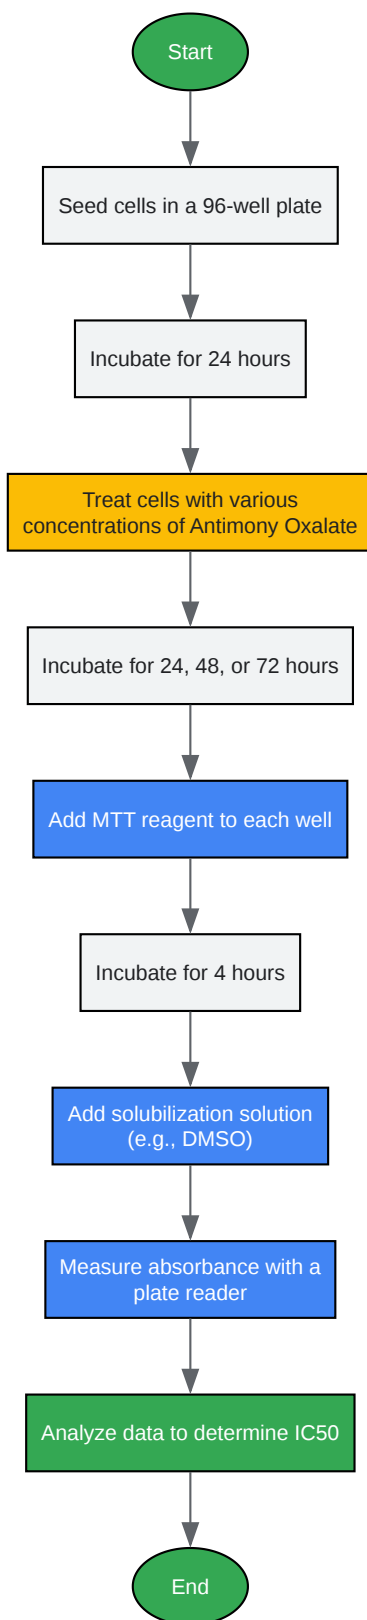 Start
Seed cells in a 96-well plate
Incubate for 24 hours
Treat cells with various
concentrations of Antimony Oxalate
Incubate for 24, 48, or 72 hours
Add MTT reagent to each well
Incubate for 4 hours
Add solubilization solution
(e.g., DMSO)
Measure absorbance with a
plate reader
Analyze data to determine IC50
End